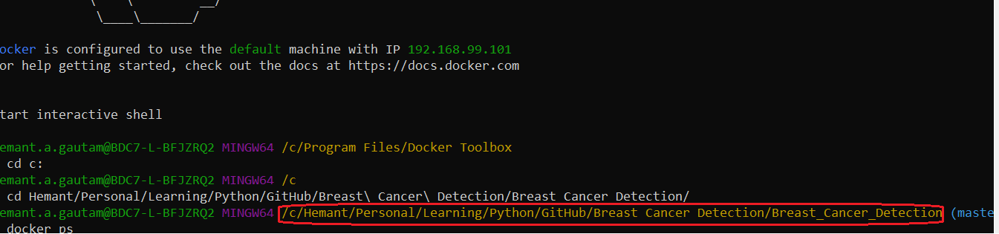 \    \         __/
\____\_______/
ocker is configured to use the default machine with IP 192.168.99.101
or help getting started, check out the docs at https://docs.docker.com
tart interactive shell
emant.a.gautam@BDC7-L-BFJZRQ2 MINGW64 /c/Program Files/Docker Toolbox
cd c:
emant.a.gautam@BDC7-L-BFJZRQ2 MINGW64 /c
cd Hemant/Personal/Learning/Python/GitHub/Breast\ Cancer\ Detection/Breast_Cancer_Detection/
emant.a.gautam@BDC7-L-BFJZRQ2 MINGW64 /c/Hemant/Personal/Learning/Python/GitHub/Breast Cancer Detection/Breast_Cancer_Detection (maste
docker ps